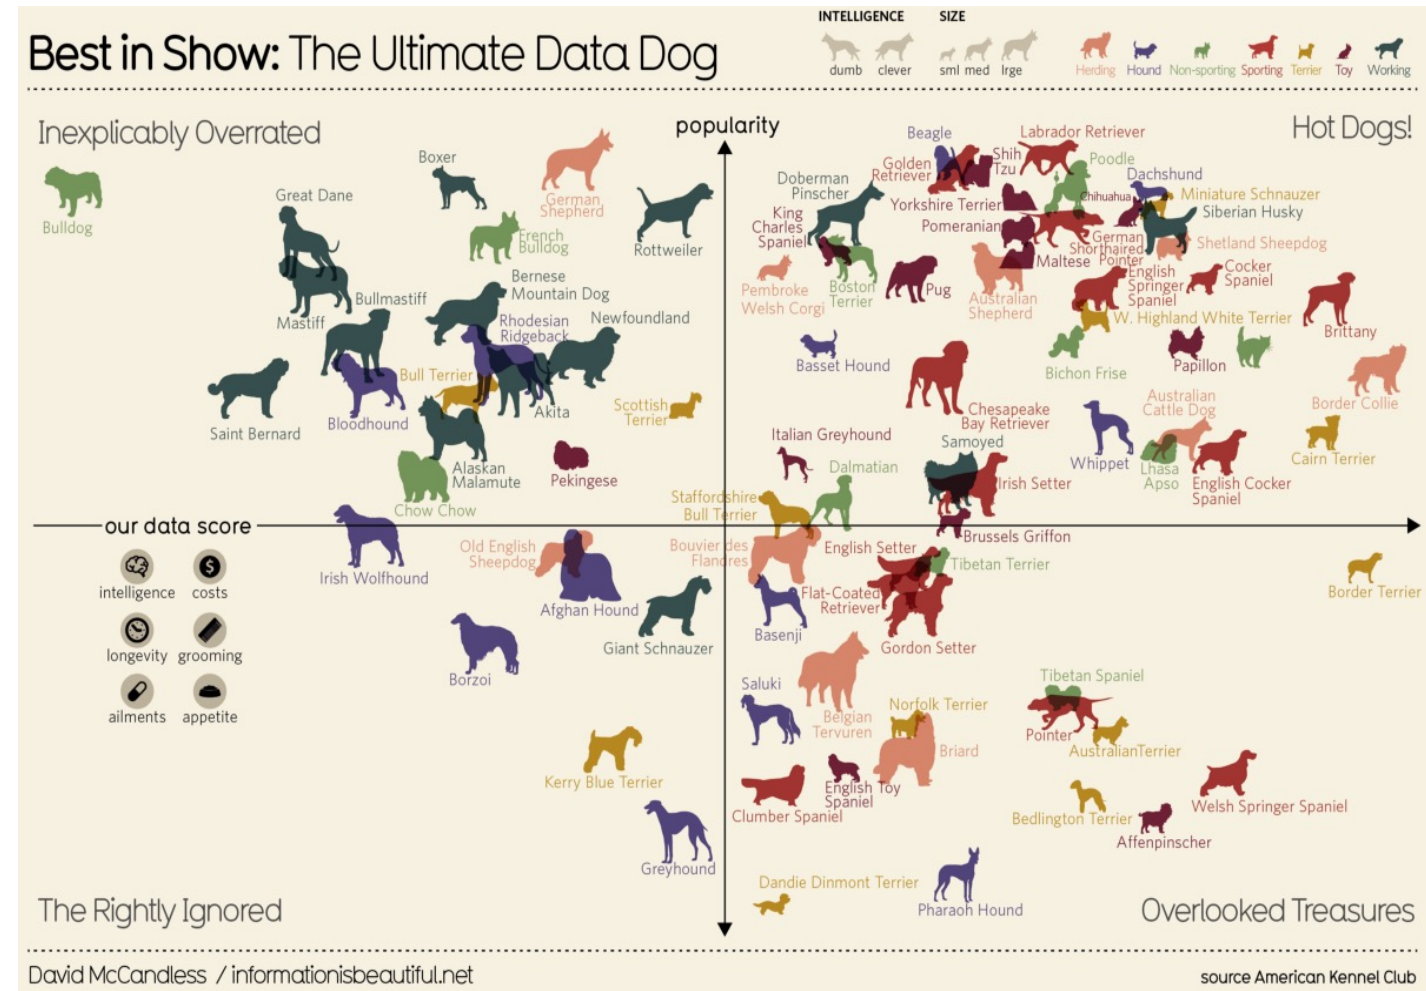 Best in Show: The Ultimate Data Dog
INTELLIGENCE
dumb clever
SIZE
sml med lrge
Herding Hound Non-sporting Sporting Terrier Toy Working
Inexplicably Overrated
popularity
Hot Dogs!
Bulldog
Great Dane
Boxer
German
Shepherd
French
Bulldog
Rottweiler
Mastiff
Bullmastiff
Bernese
Mountain Dog
Rhodesian
Ridgeback
Newfoundland
Saint Bernard
Bloodhound
Bull Terrier
Akita
Scottish
Terrier
Alaskan
Malamute
Pekingese
Chow Chow
Beagle
Golden
Retriever
Shih
Tzu
Labrador Retriever
Poodle
Dachshund
Doberman
Pinscher
Yorkshire Terrier
Chihuahua
Miniature Schnauzer
Siberian Husky
King
Charles
Spaniel
Pomeranian
German
Shorthaired
Pointer
Shetland Sheepdog
Maltese
Pembroke
Welsh Corgi
Boston
Terrier
Pug
Australian
Shepherd
English
Springer
Spaniel
Cocker
Spaniel
W. Highland White Terrier
Brittany
Basset Hound
Bichon Frise
Papillon
Chesapeake
Bay Retriever
Australian
Cattle Dog
Border Collie
Italian Greyhound
Samoyed
Whippet
Lhasa
Apso
English Cocker
Spaniel
Cairn Terrier
Dalmatian
Irish Setter
Staffordshire
Bull Terrier
Brussels Griffon
our data score
intelligence costs
longevity grooming
ailments appetite
Irish Wolfhound
Old English
Sheepdog
Afghan Hound
Giant Schnauzer
Borzoi
Kerry Blue Terrier
Greyhound
Bouvier des
Flandres
English Setter
Tibetan Terrier
Border Terrier
Flat-Coated
Retriever
Basenji
Gordon Setter
Saluki
Belgian
Tervuren
Norfolk Terrier
Briard
Tibetan Spaniel
Pointer
AustralianTerrier
Clumber Spaniel
English Toy
Spaniel
Bedlington Terrier
Welsh Springer Spaniel
Affenpinscher
Dandie Dinmont Terrier
Pharaoh Hound
The Rightly Ignored
Overlooked Treasures
David McCandless / informationisbeautiful.net
source American Kennel Club